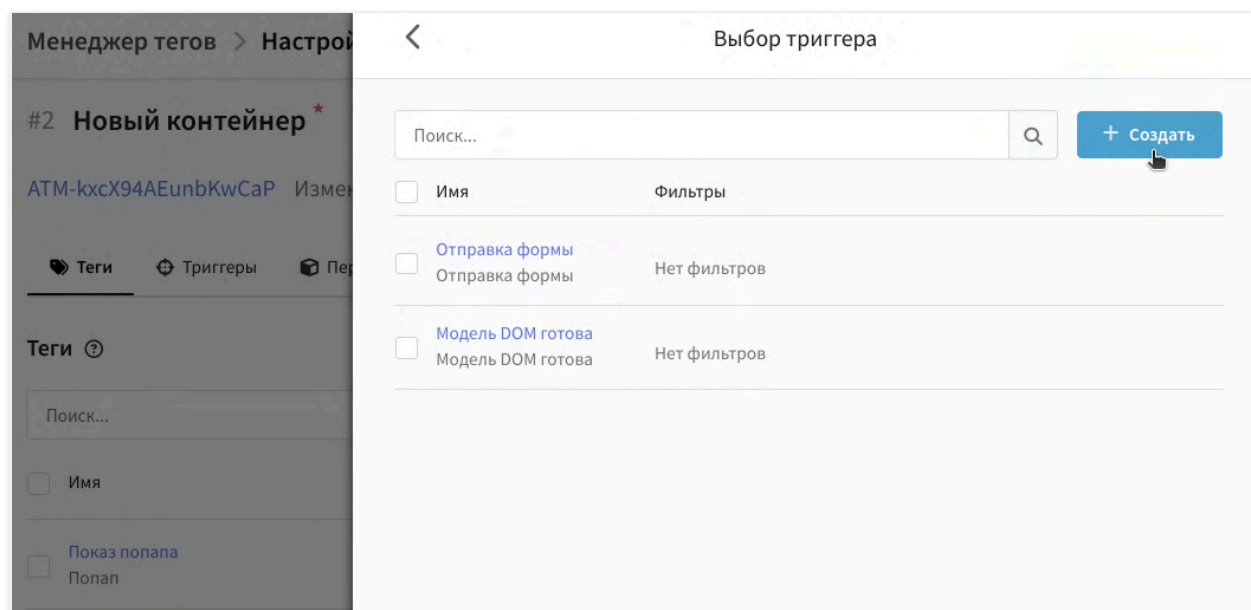 Менеджер тегов > Настрой
#2 Новый контейнер *
ATM-kxcX94AEunbKwCaP Измен
Теги Триггеры Пер
Теги
Поиск...
Имя
Показ попапа
Попап
Выбор триггера
Поиск...
+ Создать
Имя Фильтры
Отправка формы
Отправка формы
Нет фильтров
Модель DOM готова
Модель DOM готова
Нет фильтров